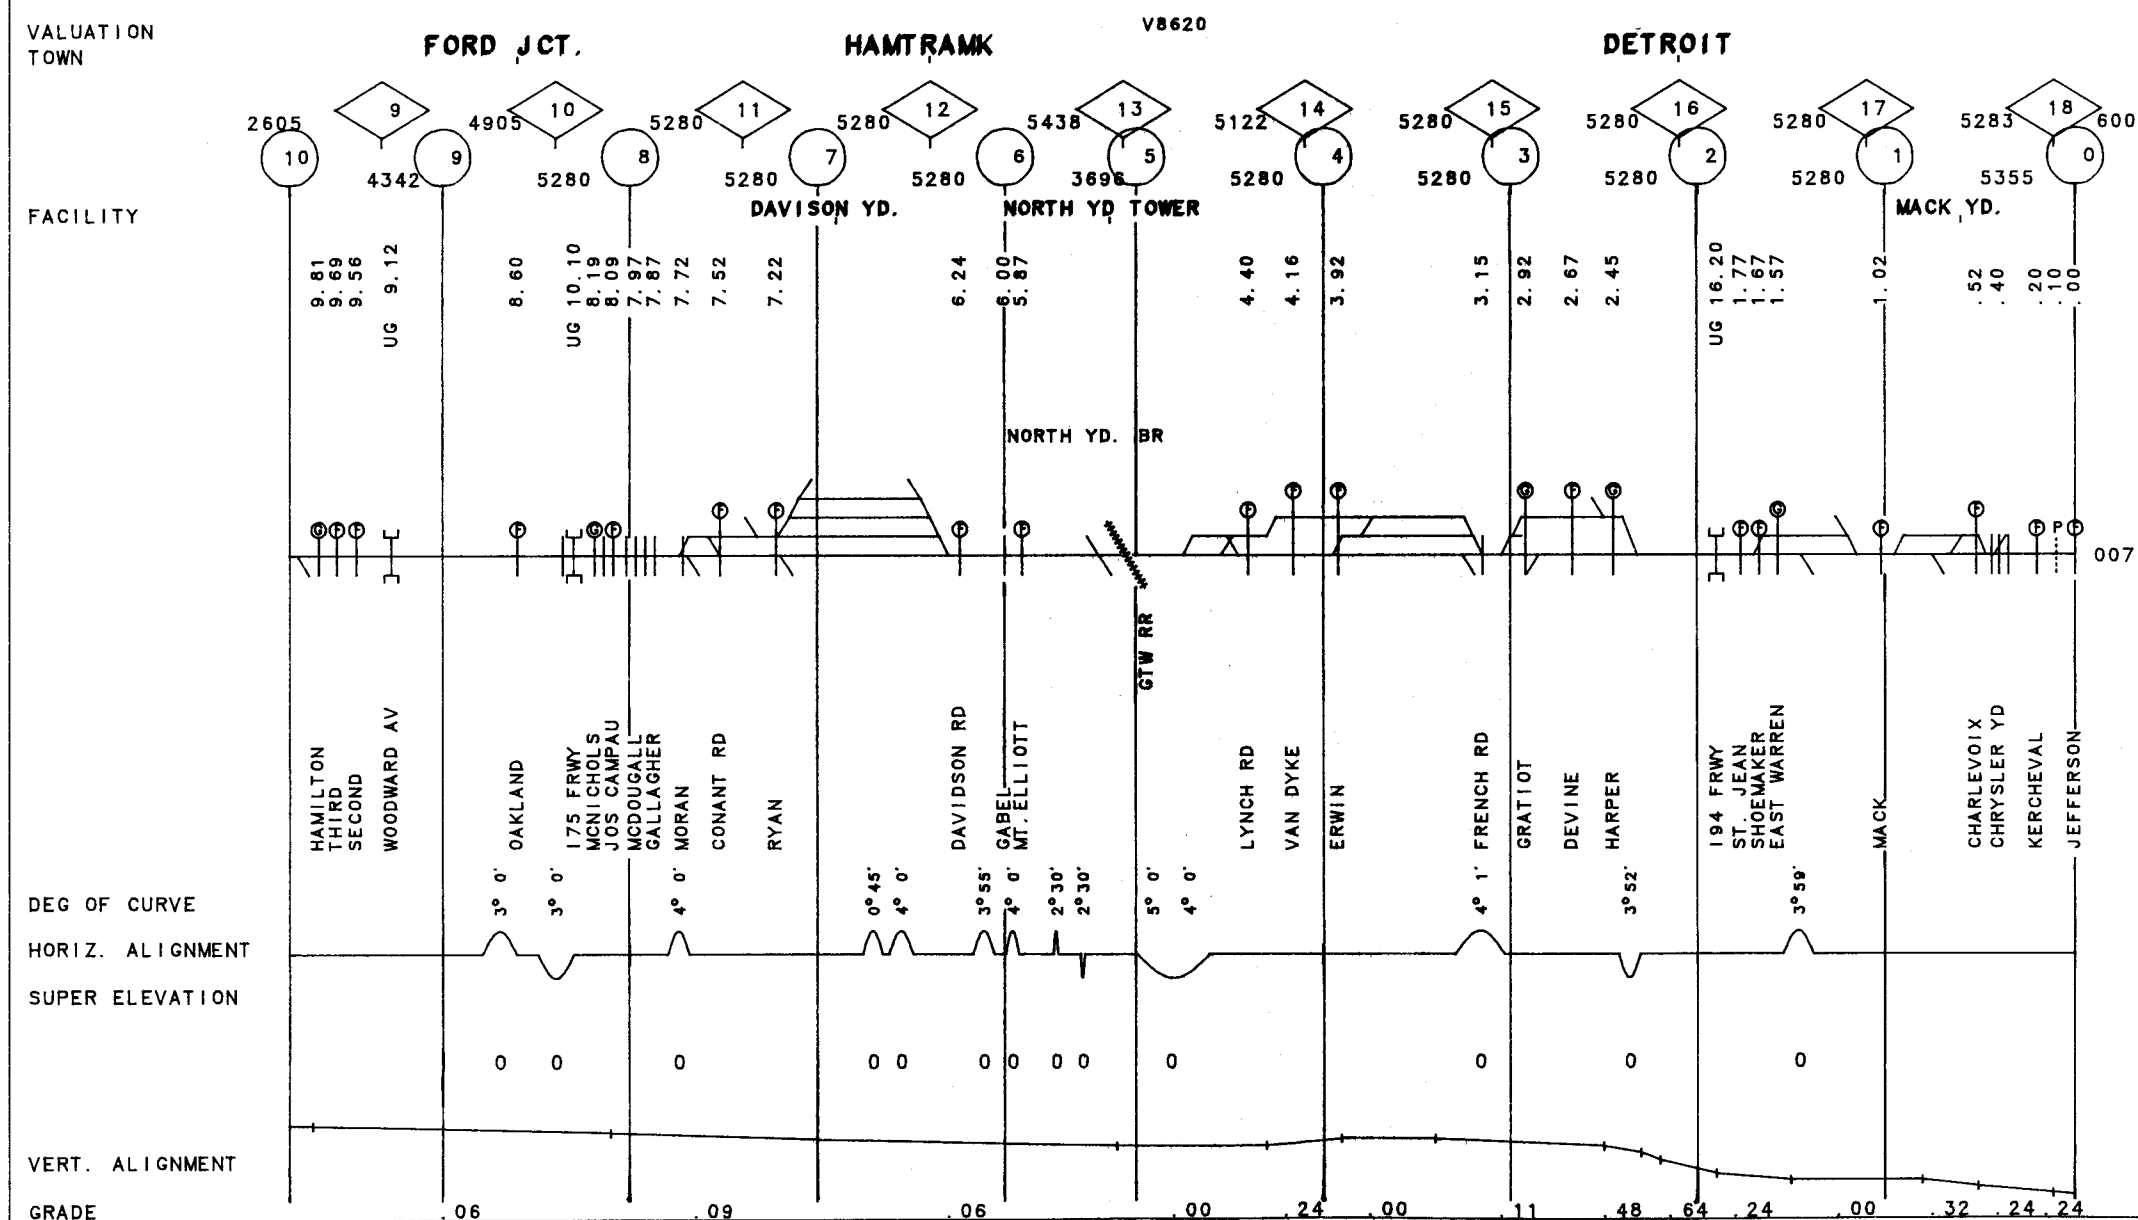 V8620
VALUATION
TOWN
FORD JCT. HAMTRAMK DETROIT
9 10 11 12 13 14 15 16 17 18
2605 4905 5280 5280 5438 5122 5280 5280 5280 5283 600
10 9 8 7 6 5 4 3 2 1 0
4342 5280 5280 5280 3696 5280 5280 5280 5280 5355
FACILITY
DAVISON YD. NORTH YD TOWER MACK YD.
9.81
9.69
9.56
UG 9.12
8.60
UG 10.10
8.19
8.09
7.97
7.87
7.72
7.52
7.22
6.24
6.00
5.87
4.40
4.16
3.92
3.15
2.92
2.67
2.45
UG 16.20
1.77
1.67
1.57
1.02
.52
.40
.20
.10
.00
NORTH YD. BR
G F F F G F F F F F F F F G F G F F G F F F P F
007
GTW RR
HAMILTON
THIRD
SECOND
WOODWARD AV
OAKLAND
I75 FRWY
MCNICHOLS
JOS CAMPAU
MCDOUGALL
GALLAGHER
MORAN
CONANT RD
RYAN
DAVIDSON RD
GABEL
MT.ELLIOTT
LYNCH RD
VAN DYKE
ERWIN
FRENCH RD
GRATIOT
DEVINE
HARPER
I94 FRWY
ST. JEAN
SHOEMAKER
EAST WARREN
MACK
CHARLEVOIX
CHRYSLER YD
KERCHEVAL
JEFFERSON
DEG OF CURVE
3° 0'
3° 0'
4° 0'
0° 45'
4° 0'
3° 55'
4° 0'
2° 30'
2° 30'
5° 0'
4° 0'
4° 1'
3° 52'
3° 59'
HORIZ. ALIGNMENT
SUPER ELEVATION
0 0 0 0 0 0 0 0 0 0 0 0 0
VERT. ALIGNMENT
GRADE .06 .09 .06 .00 .24 .00 .11 .48 .64 .24 .00 .32 .24 .24